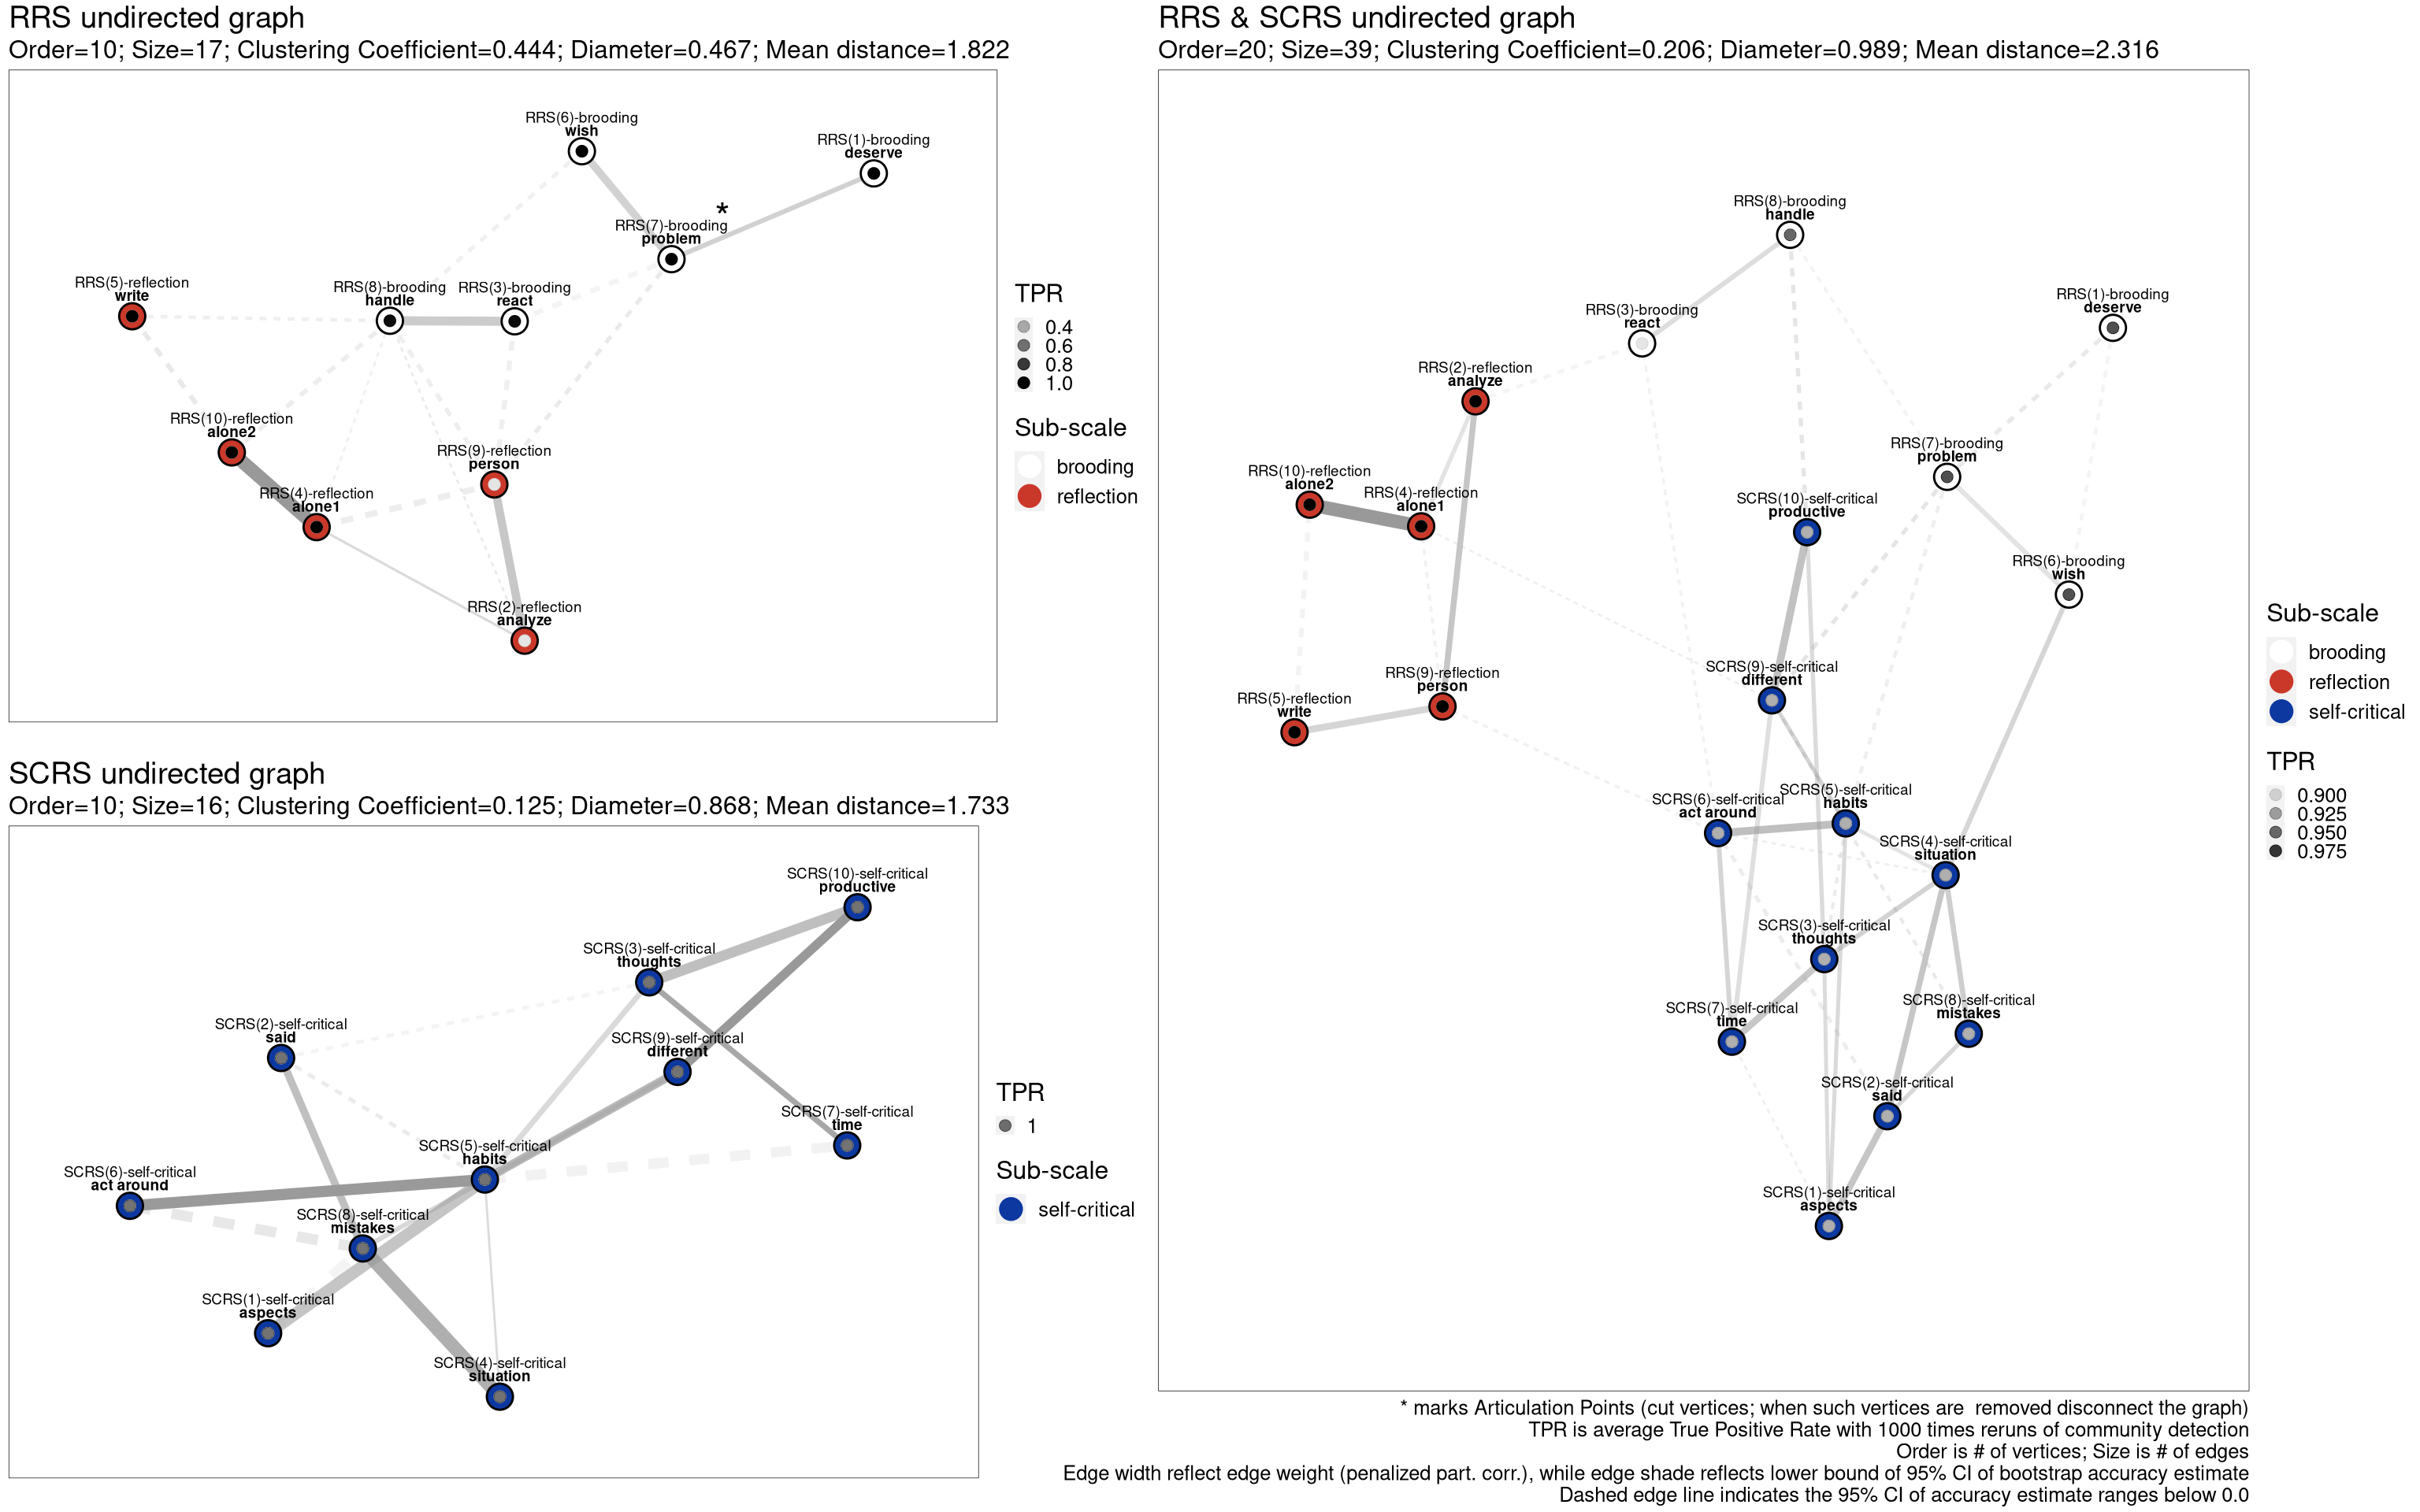 RRS undirected graph
Order=10; Size=17; Clustering Coefficient=0.444; Diameter=0.467; Mean distance=1.822
RRS(6)-brooding
wish
RRS(1)-brooding
deserve
*
RRS(7)-brooding
problem
RRS(5)-reflection
write
RRS(8)-brooding
handle
RRS(3)-brooding
react
RRS(10)-reflection
alone2
RRS(9)-reflection
person
RRS(4)-reflection
alone1
RRS(2)-reflection
analyze
TPR
0.4
0.6
0.8
1.0
Sub-scale
brooding
reflection
SCRS undirected graph
Order=10; Size=16; Clustering Coefficient=0.125; Diameter=0.868; Mean distance=1.733
SCRS(10)-self-critical
productive
SCRS(3)-self-critical
thoughts
SCRS(2)-self-critical
said
SCRS(9)-self-critical
different
SCRS(7)-self-critical
time
SCRS(5)-self-critical
habits
SCRS(6)-self-critical
act around
SCRS(8)-self-critical
mistakes
SCRS(1)-self-critical
aspects
SCRS(4)-self-critical
situation
TPR
1
Sub-scale
self-critical
RRS & SCRS undirected graph
Order=20; Size=39; Clustering Coefficient=0.206; Diameter=0.989; Mean distance=2.316
RRS(8)-brooding
handle
RRS(1)-brooding
deserve
RRS(3)-brooding
react
RRS(2)-reflection
analyze
RRS(7)-brooding
problem
RRS(10)-reflection
alone2
RRS(4)-reflection
alone1
SCRS(10)-self-critical
productive
RRS(6)-brooding
wish
SCRS(9)-self-critical
different
RRS(9)-reflection
person
RRS(5)-reflection
write
SCRS(5)-self-critical
habits
SCRS(6)-self-critical
act around
SCRS(4)-self-critical
situation
SCRS(3)-self-critical
thoughts
SCRS(7)-self-critical
time
SCRS(8)-self-critical
mistakes
SCRS(2)-self-critical
said
SCRS(1)-self-critical
aspects
Sub-scale
brooding
reflection
self-critical
TPR
0.900
0.925
0.950
0.975
* marks Articulation Points (cut vertices; when such vertices are  removed disconnect the graph)
TPR is average True Positive Rate with 1000 times reruns of community detection
Order is # of vertices; Size is # of edges
Edge width reflect edge weight (penalized part. corr.), while edge shade reflects lower bound of 95% CI of bootstrap accuracy estimate
Dashed edge line indicates the 95% CI of accuracy estimate ranges below 0.0